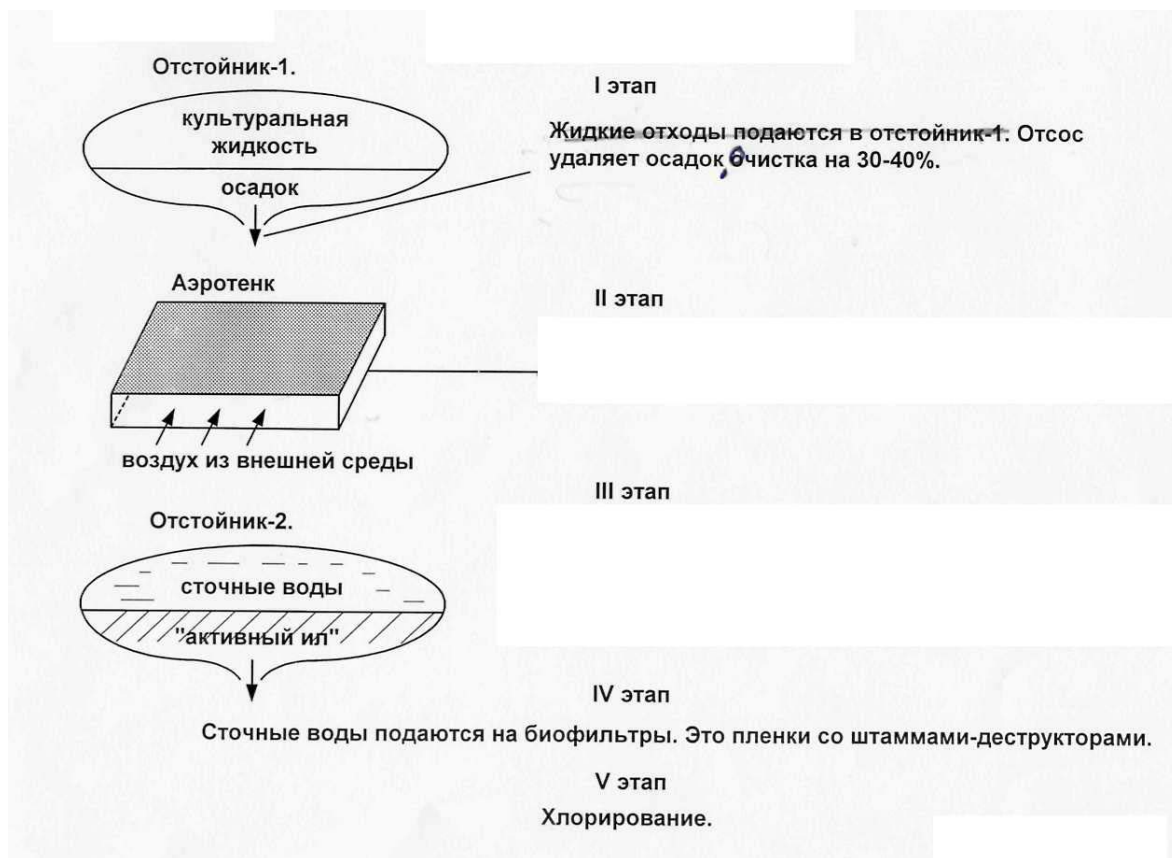 Отстойник-1.
культуральная
жидкость
осадок
I этап
Жидкие отходы подаются в отстойник-1. Отсос
удаляет осадок, Очистка на 30-40%.
Аэротенк
II этап
воздух из внешней среды
III этап
Отстойник-2.
сточные воды
"активный ил"
IV этап
Сточные воды подаются на биофильтры. Это пленки со штаммами-деструкторами.
V этап
Хлорирование.